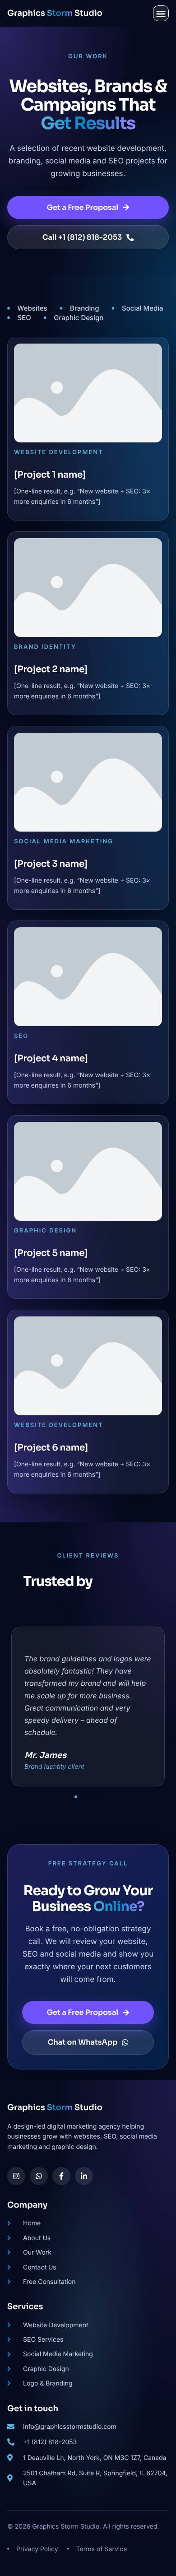 Graphics Storm Studio
OUR WORK
Websites, Brands &
Campaigns That
Get Results
A selection of recent website development,
branding, social media and SEO projects for
growing businesses.
Get a Free Proposal
Call +1 (812) 818-2053
Websites
Branding
Social Media
SEO
Graphic Design
WEBSITE DEVELOPMENT
[Project 1 name]
[One-line result, e.g. "New website + SEO: 3×
more enquiries in 6 months"]
BRAND IDENTITY
[Project 2 name]
[One-line result, e.g. "New website + SEO: 3×
more enquiries in 6 months"]
SOCIAL MEDIA MARKETING
[Project 3 name]
[One-line result, e.g. "New website + SEO: 3×
more enquiries in 6 months"]
SEO
[Project 4 name]
[One-line result, e.g. "New website + SEO: 3×
more enquiries in 6 months"]
GRAPHIC DESIGN
[Project 5 name]
[One-line result, e.g. "New website + SEO: 3×
more enquiries in 6 months"]
WEBSITE DEVELOPMENT
[Project 6 name]
[One-line result, e.g. "New website + SEO: 3×
more enquiries in 6 months"]
CLIENT REVIEWS
Trusted by
The brand guidelines and logos were
absolutely fantastic! They have
transformed my brand and will help
me scale up for more business.
Great communication and very
speedy delivery – ahead of
schedule.
Mr. James
Brand identity client
FREE STRATEGY CALL
Ready to Grow Your
Business Online?
Book a free, no-obligation strategy
call. We will review your website,
SEO and social media and show you
exactly where your next customers
will come from.
Get a Free Proposal
Chat on WhatsApp
Graphics Storm Studio
A design-led digital marketing agency helping
businesses grow with websites, SEO, social media
marketing and graphic design.
Company
Home
About Us
Our Work
Contact Us
Free Consultation
Services
Website Development
SEO Services
Social Media Marketing
Graphic Design
Logo & Branding
Get in touch
info@graphicsstormstudio.com
+1 (812) 818-2053
1 Deauville Ln, North York, ON M3C 1Z7, Canada
2501 Chatham Rd, Suite R, Springfield, IL 62704,
USA
© 2026 Graphics Storm Studio. All rights reserved.
Privacy Policy
Terms of Service